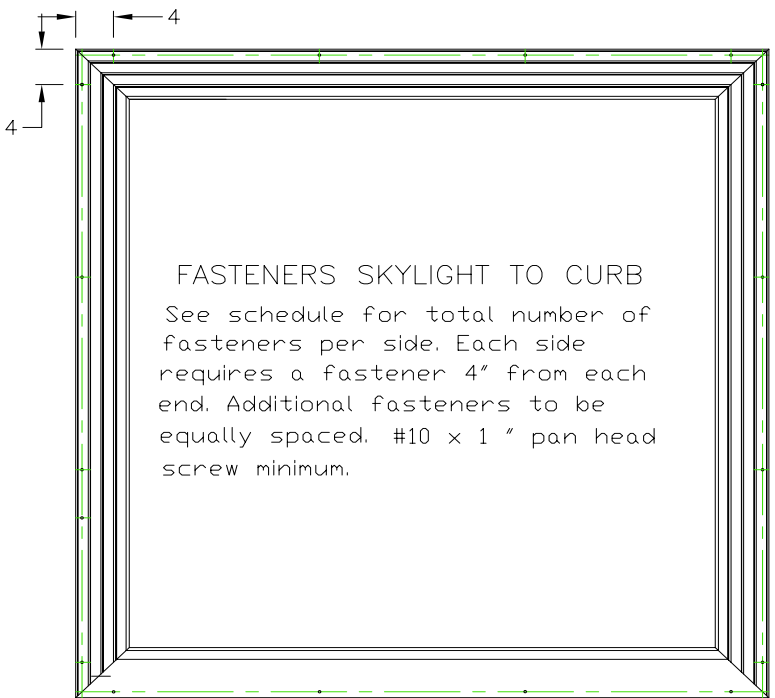 4
4
FASTENERS SKYLIGHT TO CURB
See schedule for total number of
fasteners per side. Each side
requires a fastener 4" from each
end. Additional fasteners to be
equally spaced. #10 x 1 " pan head
screw minimum.